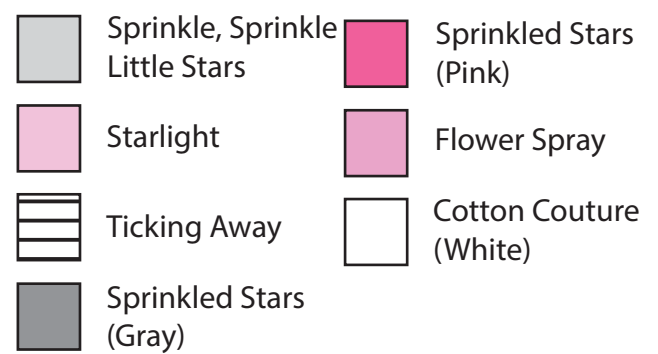 Sprinkle, Sprinkle
Little Stars
Starlight
Ticking Away
Sprinkled Stars
(Gray)
Sprinkled Stars
(Pink)
Flower Spray
Cotton Couture
(White)